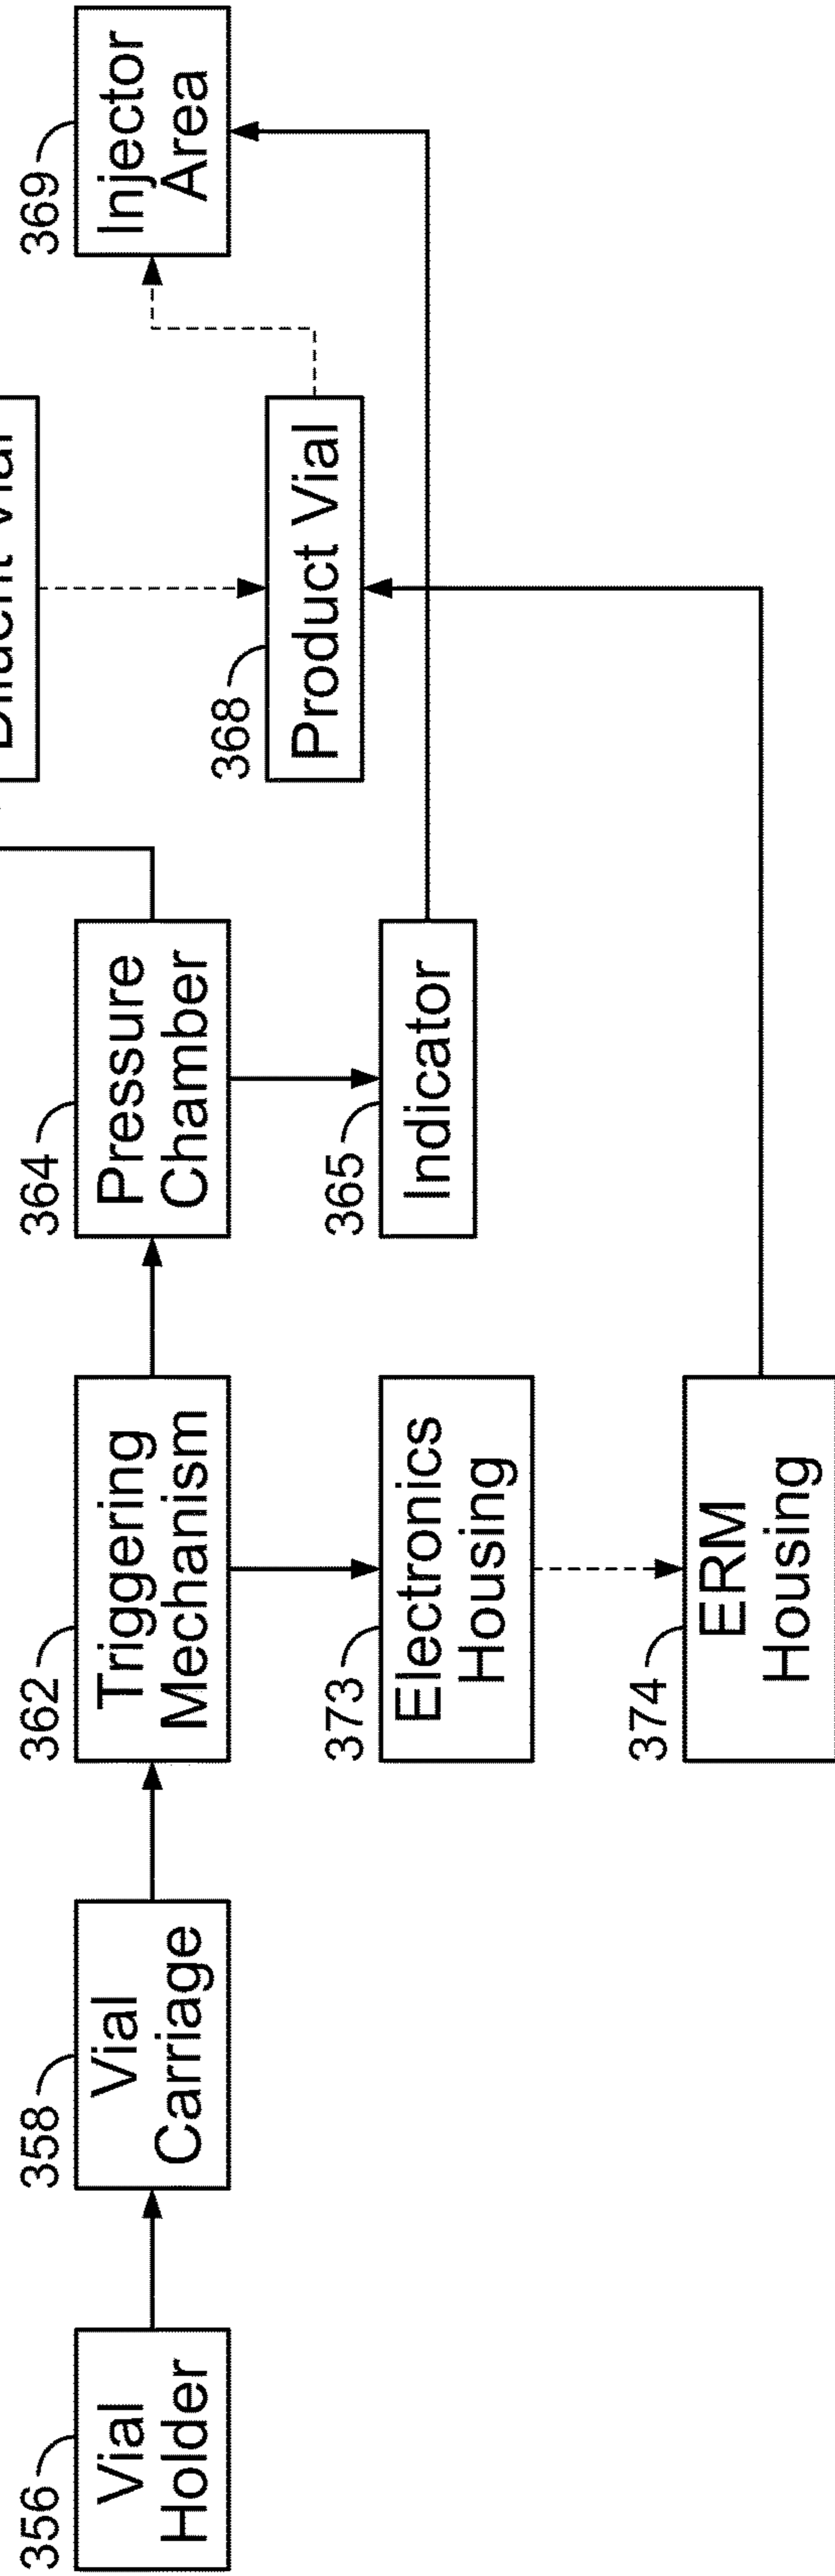 356
Vial
Holder
358
Vial
Carriage
362
Triggering
Mechanism
364
Pressure
Chamber
369
Injector
Area
368
Product Vial
373
Electronics
Housing
365
Indicator
374
ERM
Housing